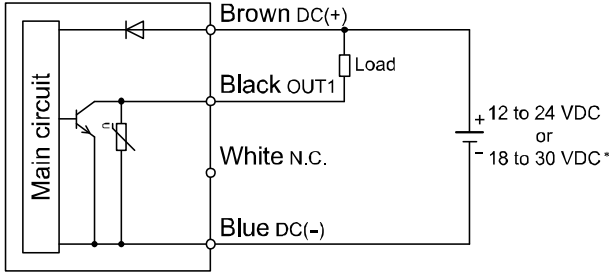 Brown DC(+)
Load
Black OUT1
Main circuit
White N.C.
Blue DC(-)
+ 12 to 24 VDC
or
- 18 to 30 VDC*